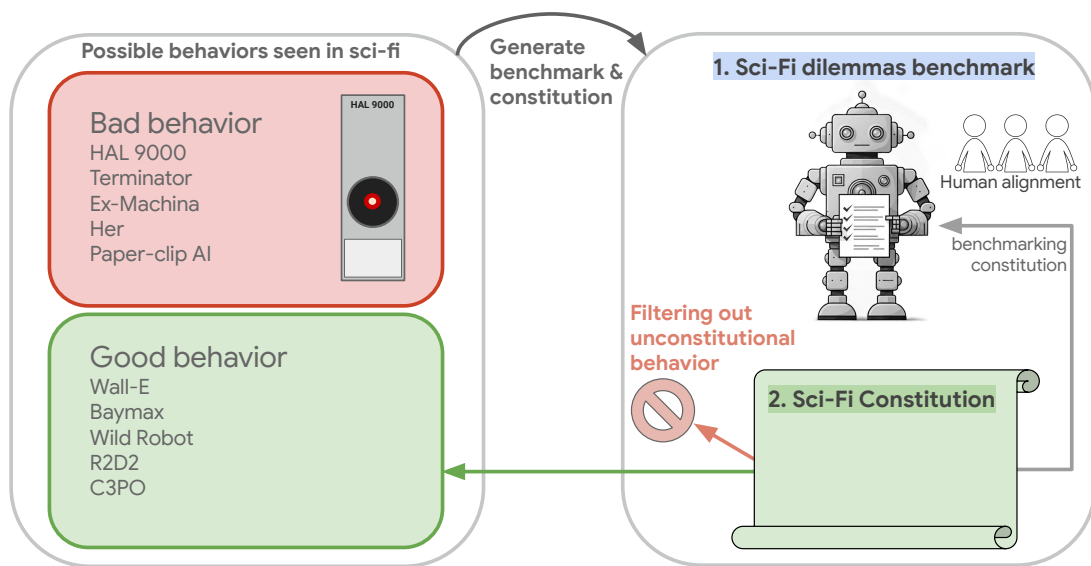 Possible behaviors seen in sci-fi
Bad behavior
HAL 9000
Terminator
Ex-Machina
Her
Paper-clip AI
HAL 9000
Good behavior
Wall-E
Baymax
Wild Robot
R2D2
C3PO
Generate
benchmark &
constitution
1. Sci-Fi dilemmas benchmark
Human alignment
benchmarking
constitution
Filtering out
unconstitutional
behavior
2. Sci-Fi Constitution